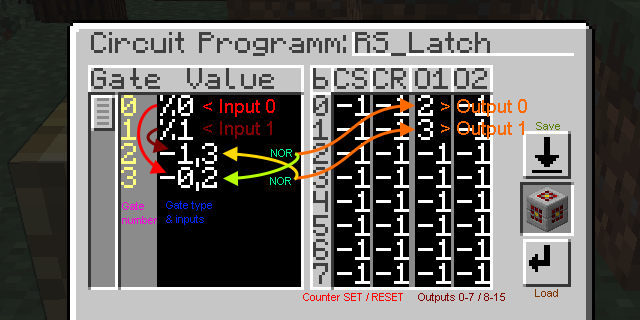 Circuit Programm: RS_Latch
Gate Value b CS CR O1 O2
0 %0 < Input 0 0 -1 -1 2 > Output 0
1 %1 < Input 1 1 -1 -1 3 > Output 1
2 -1,3 NOR 2 -1 -1 -1 -1
3 -0,2 NOR 3 -1 -1 -1 -1
4 -1 -1 -1 -1
5 -1 -1 -1 -1
6 -1 -1 -1 -1
7 -1 -1 -1 -1
Gate number
Gate type
3 inputs
Counter SET / RESET
Outputs 0-7 / 8-15
Save
Load